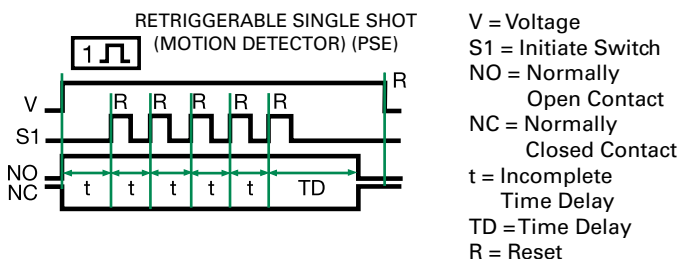 RETRIGGERABLE SINGLE SHOT
(MOTION DETECTOR) (PSE)
1
R
V
R R R R R
S1
NO
NC
t t t t t TD
V = Voltage
S1 = Initiate Switch
NO = Normally
Open Contact
NC = Normally
Closed Contact
t = Incomplete
Time Delay
TD = Time Delay
R = Reset